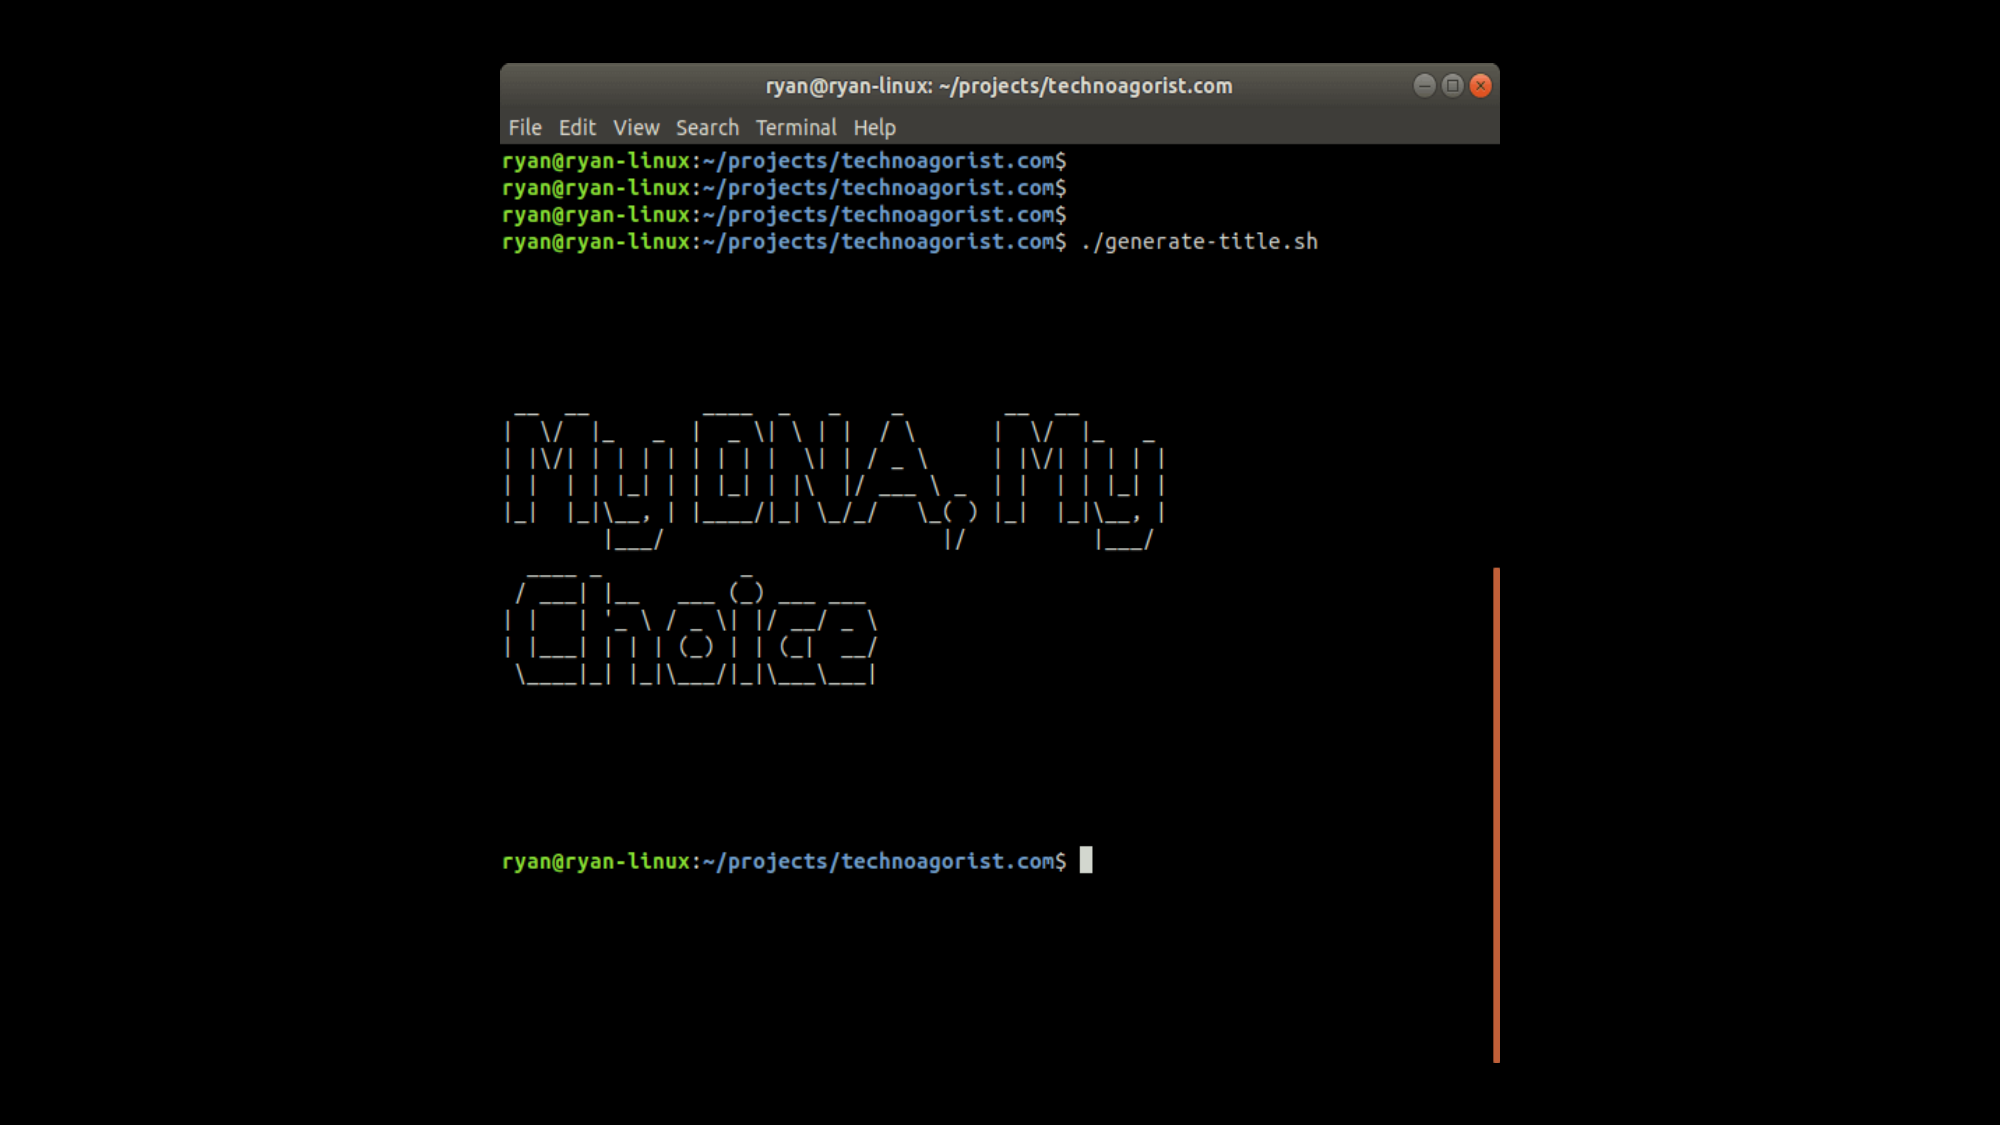 ryan@ryan-linux: ~/projects/technoagorist.com
File Edit View Search Terminal Help
ryan@ryan-linux:~/projects/technoagorist.com$
ryan@ryan-linux:~/projects/technoagorist.com$
ryan@ryan-linux:~/projects/technoagorist.com$
ryan@ryan-linux:~/projects/technoagorist.com$ ./generate-title.sh
My DNA, My
Choice
ryan@ryan-linux:~/projects/technoagorist.com$